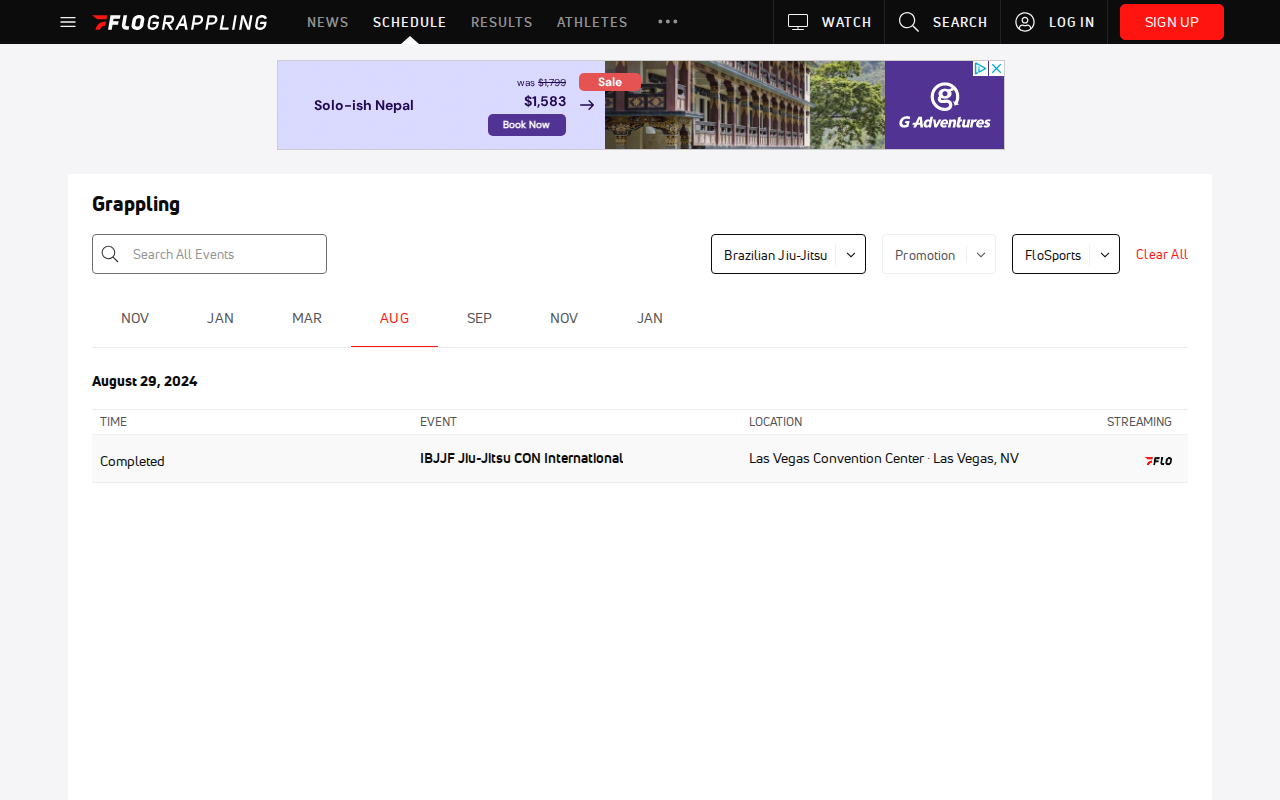 FLOGRAPPLING NEWS SCHEDULE RESULTS ATHLETES ••• WATCH SEARCH LOG IN SIGN UP
Solo-ish Nepal
was $1,799
$1,583
Book Now
Sale
G Adventures
Grappling
Search All Events
Brazilian Jiu-Jitsu
Promotion
FloSports
Clear All
NOV JAN MAR AUG SEP NOV JAN
August 29, 2024
TIME EVENT LOCATION STREAMING
Completed IBJJF Jiu-Jitsu CON International Las Vegas Convention Center · Las Vegas, NV FLO